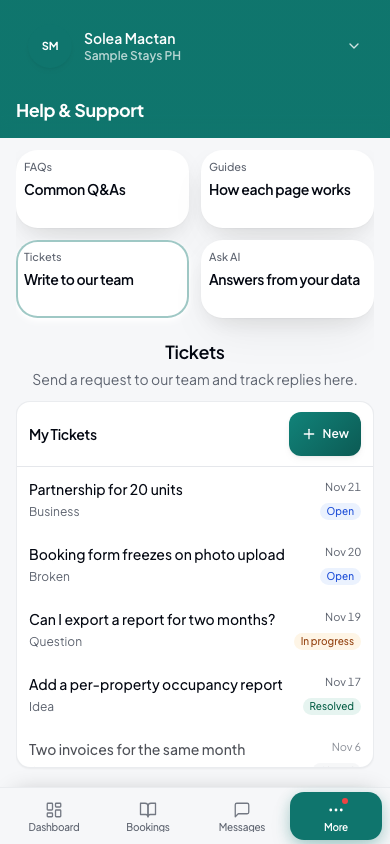 SM
Solea Mactan
Sample Stays PH
Help & Support
FAQs
Common Q&As
Guides
How each page works
Tickets
Write to our team
Ask AI
Answers from your data
Tickets
Send a request to our team and track replies here.
My Tickets
New
Partnership for 20 units
Nov 21
Business
Open
Booking form freezes on photo upload
Nov 20
Broken
Open
Can I export a report for two months?
Nov 19
Question
In progress
Add a per-property occupancy report
Nov 17
Idea
Resolved
Two invoices for the same month
Nov 6
Dashboard
Bookings
Messages
More